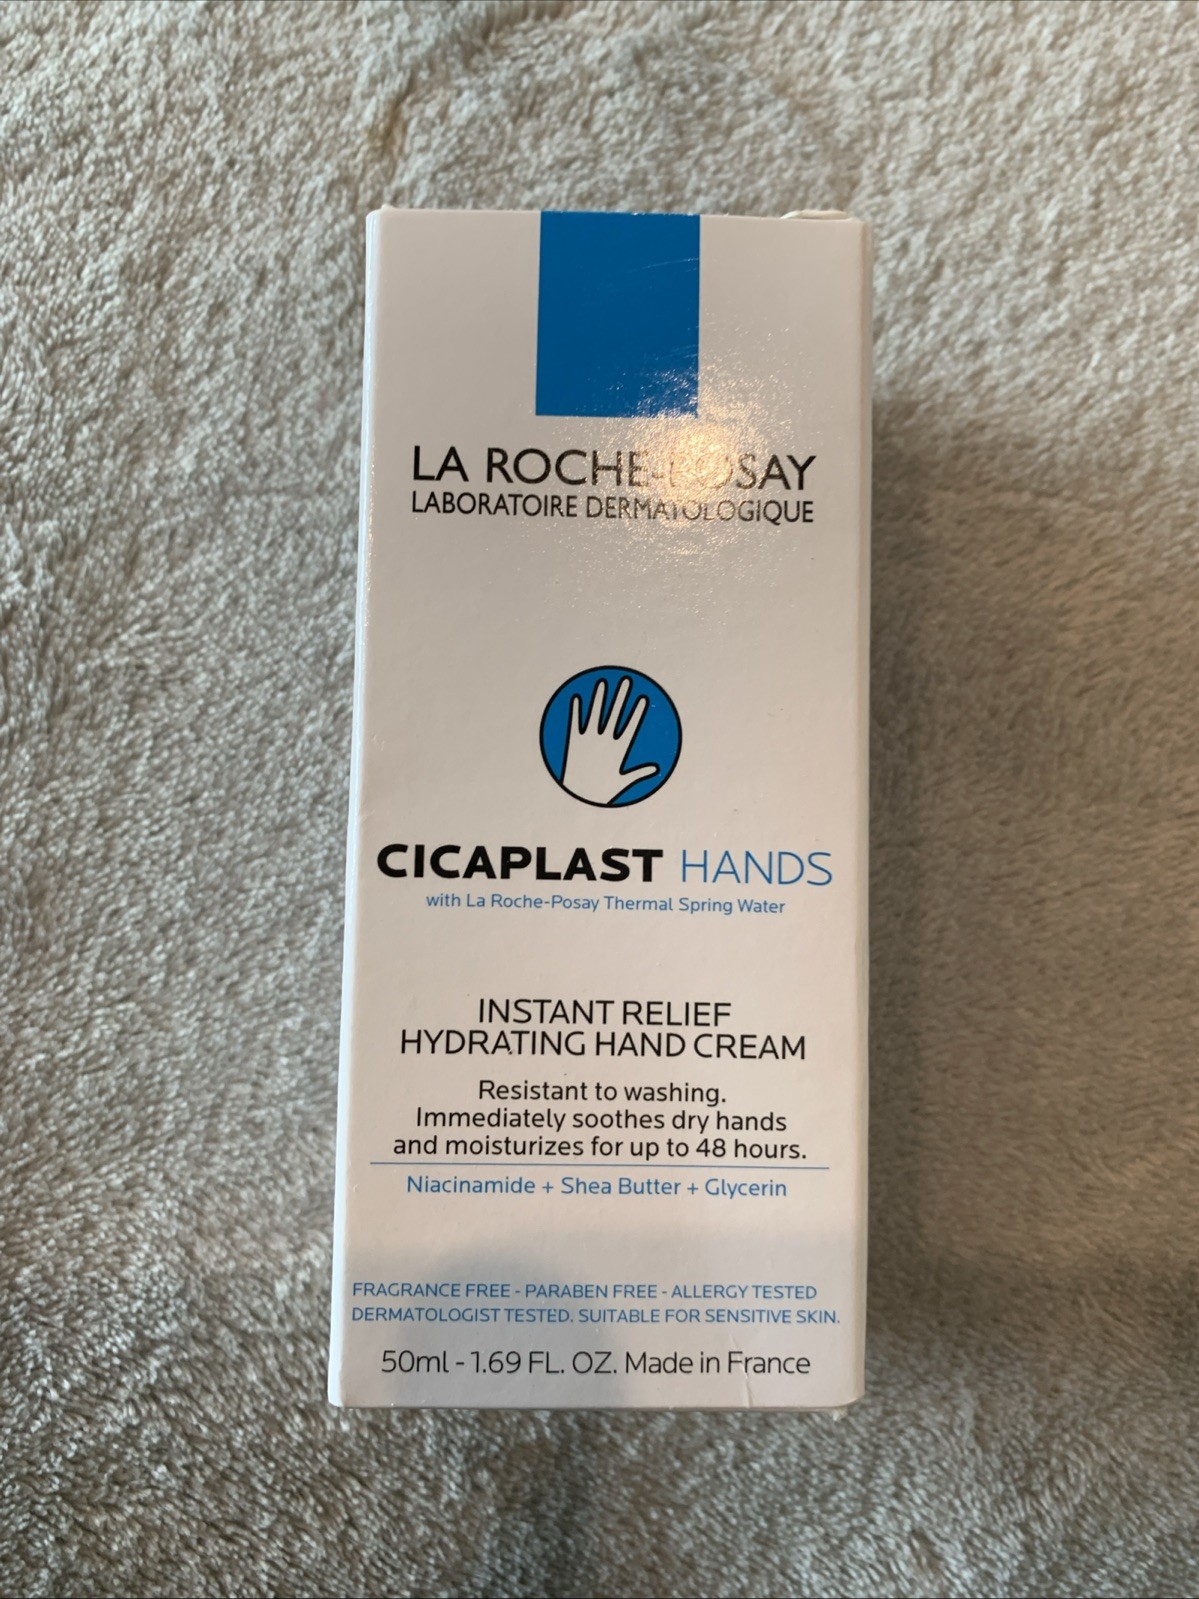 LA ROCHE-POSAY
LABORATOIRE DERMATOLOGIQUE
CICAPLAST HANDS
with La Roche-Posay Thermal Spring Water
INSTANT RELIEF
HYDRATING HAND CREAM
Resistant to washing.
Immediately soothes dry hands
and moisturizes for up to 48 hours.
Niacinamide + Shea Butter + Glycerin
FRAGRANCE FREE - PARABEN FREE - ALLERGY TESTED
DERMATOLOGIST TESTED. SUITABLE FOR SENSITIVE SKIN.
50ml - 1.69 FL. OZ. Made in France